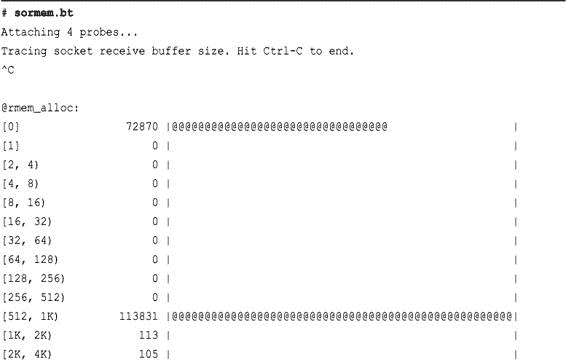 # sormem.bt
Attaching 4 probes...
Tracing socket receive buffer size. Hit Ctrl-C to end.
^C
@rmem_alloc:
[0]                72870 |@@@@@@@@@@@@@@@@@@@@@@@@@@@@@@@@@                   |
[1]                    0 |                                                    |
[2, 4)                 0 |                                                    |
[4, 8)                 0 |                                                    |
[8, 16)                0 |                                                    |
[16, 32)               0 |                                                    |
[32, 64)               0 |                                                    |
[64, 128)              0 |                                                    |
[128, 256)             0 |                                                    |
[256, 512)             0 |                                                    |
[512, 1K)         113831 |@@@@@@@@@@@@@@@@@@@@@@@@@@@@@@@@@@@@@@@@@@@@@@@@@@@@|
[1K, 2K)             113 |                                                    |
[2K, 4K)             105 |                                                    |